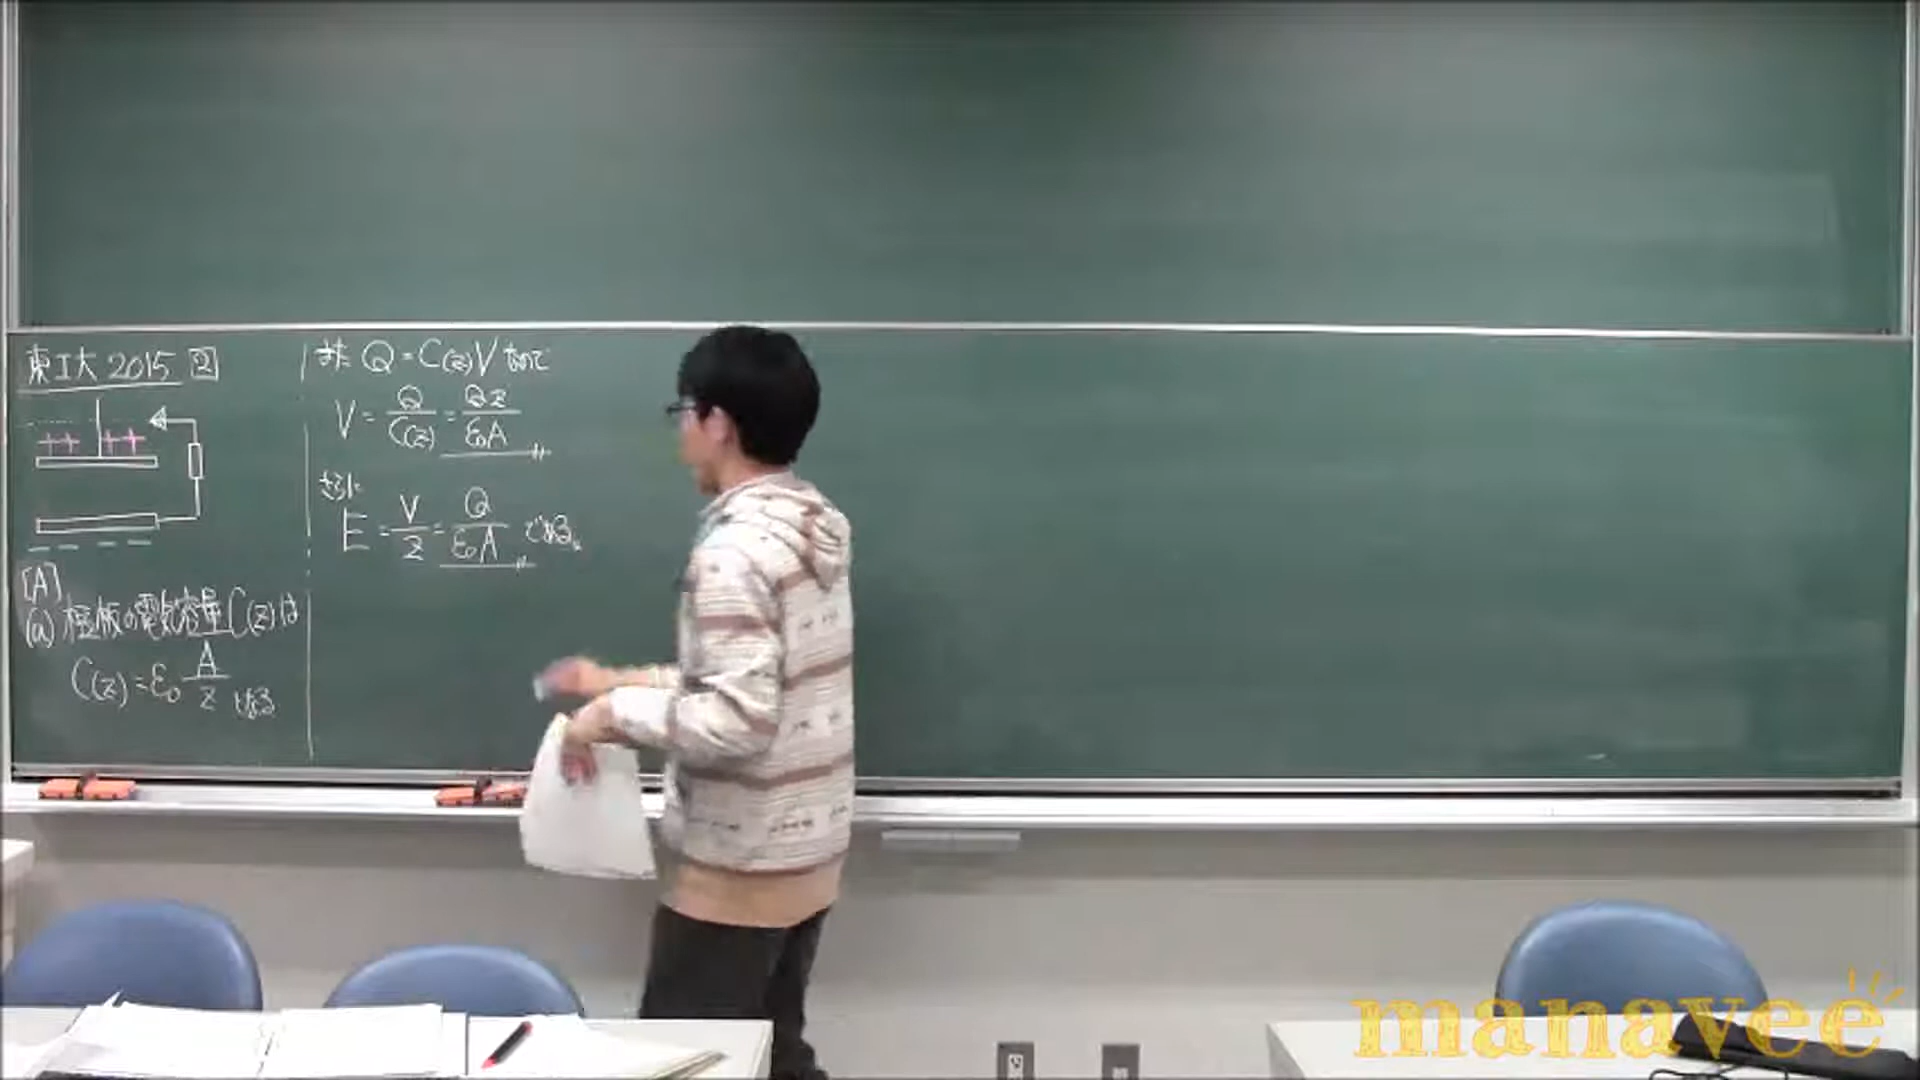 東工大 2015 ②
[A]
(a) 極板の電気容量 C(z) は
C(z) = ε₀ A/z となる
また Q = C(z)V なので
V = Q/C(z) = Qz/ε₀A
さらに
E = V/z = Q/ε₀A である。
manavee